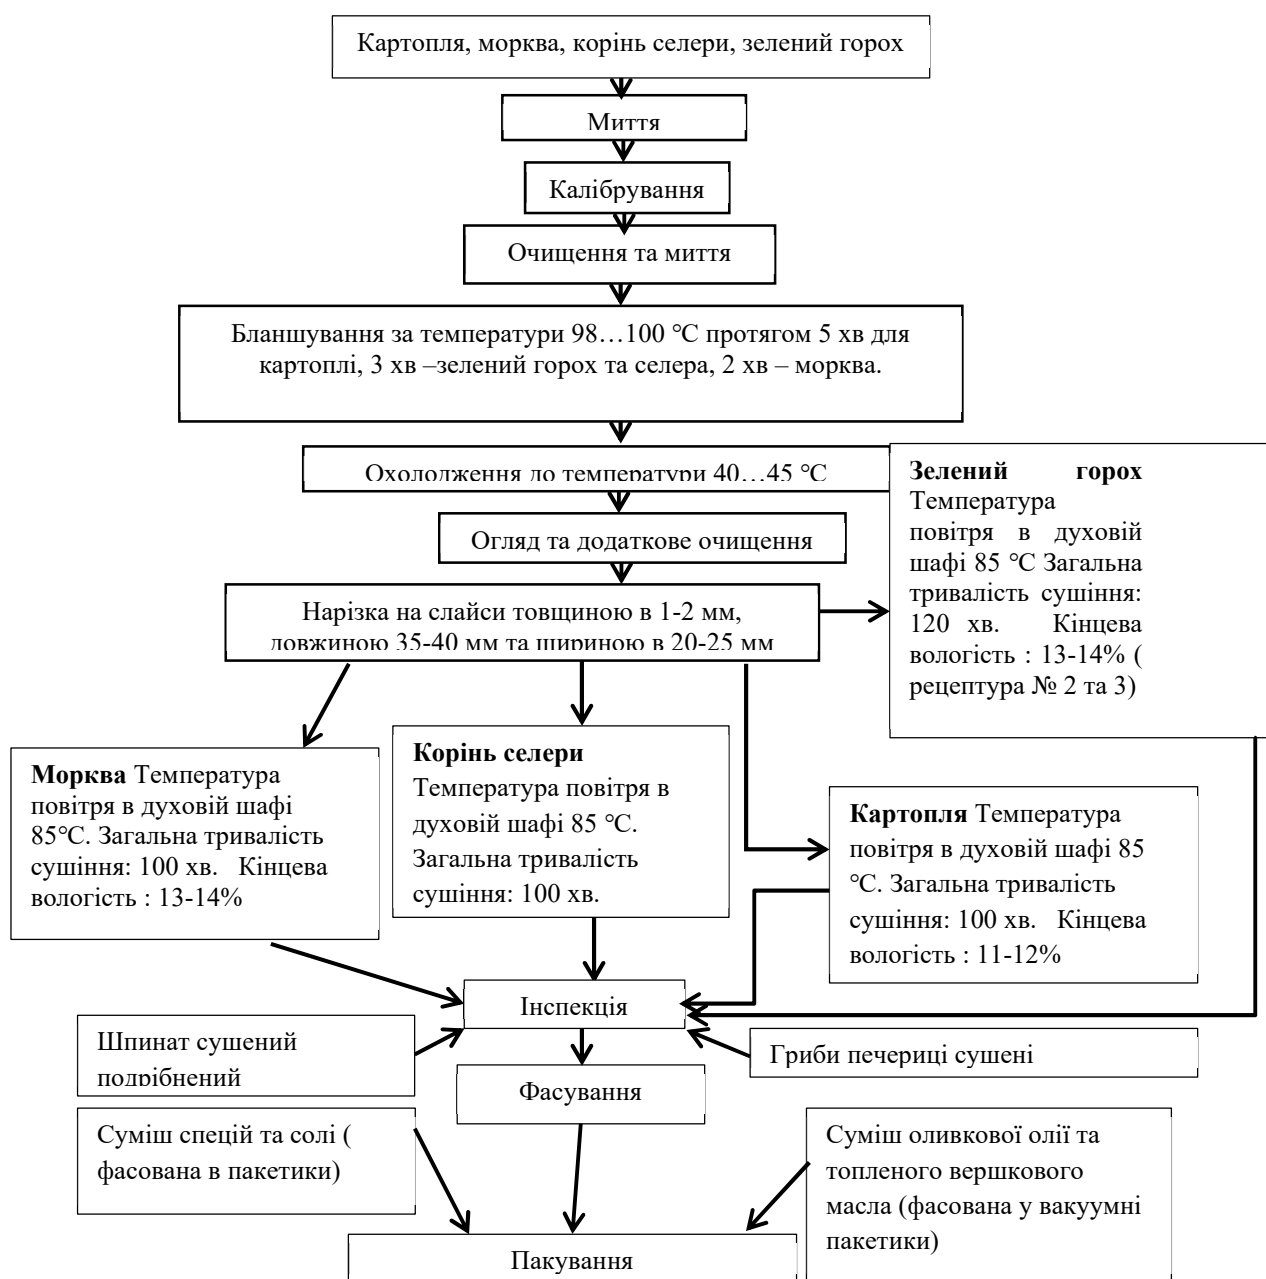 Картопля, морква, корінь селери, зелений горох
Миття
Калібрування
Очищення та миття
Бланшування за температури 98…100 °С протягом 5 хв для
картоплі, 3 хв –зелений горох та селера, 2 хв – морква.
Охолодження до температури 40…45 °С
Огляд та додаткове очищення
Нарізка на слайси товщиною в 1-2 мм,
довжиною 35-40 мм та шириною в 20-25 мм
Зелений горох
Температура
повітря в духовій
шафі 85 °С Загальна
тривалість сушіння:
120 хв. Кінцева
вологість : 13-14% (
рецептура № 2 та 3)
Морква Температура
повітря в духовій шафі
85°С. Загальна тривалість
сушіння: 100 хв. Кінцева
вологість : 13-14%
Корінь селери
Температура повітря в
духовій шафі 85 °С.
Загальна тривалість
сушіння: 100 хв.
Картопля Температура
повітря в духовій шафі 85
°С. Загальна тривалість
сушіння: 100 хв. Кінцева
вологість : 11-12%
Інспекція
Шпинат сушений
подрібнений
Гриби печериці сушені
Фасування
Суміш спецій та солі (
фасована в пакетики)
Суміш оливкової олії та
топленого вершкового
масла (фасована у вакуумні
пакетики)
Пакування